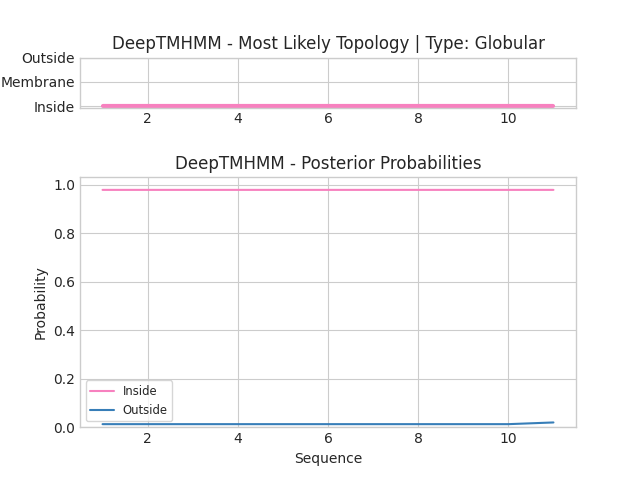 DeepTMHMM - Most Likely Topology | Type: Globular
Outside
Membrane
Inside
2 4 6 8 10
DeepTMHMM - Posterior Probabilities
1.0
0.8
0.6
0.4
0.2
0.0
Probability
Inside
Outside
2 4 6 8 10
Sequence